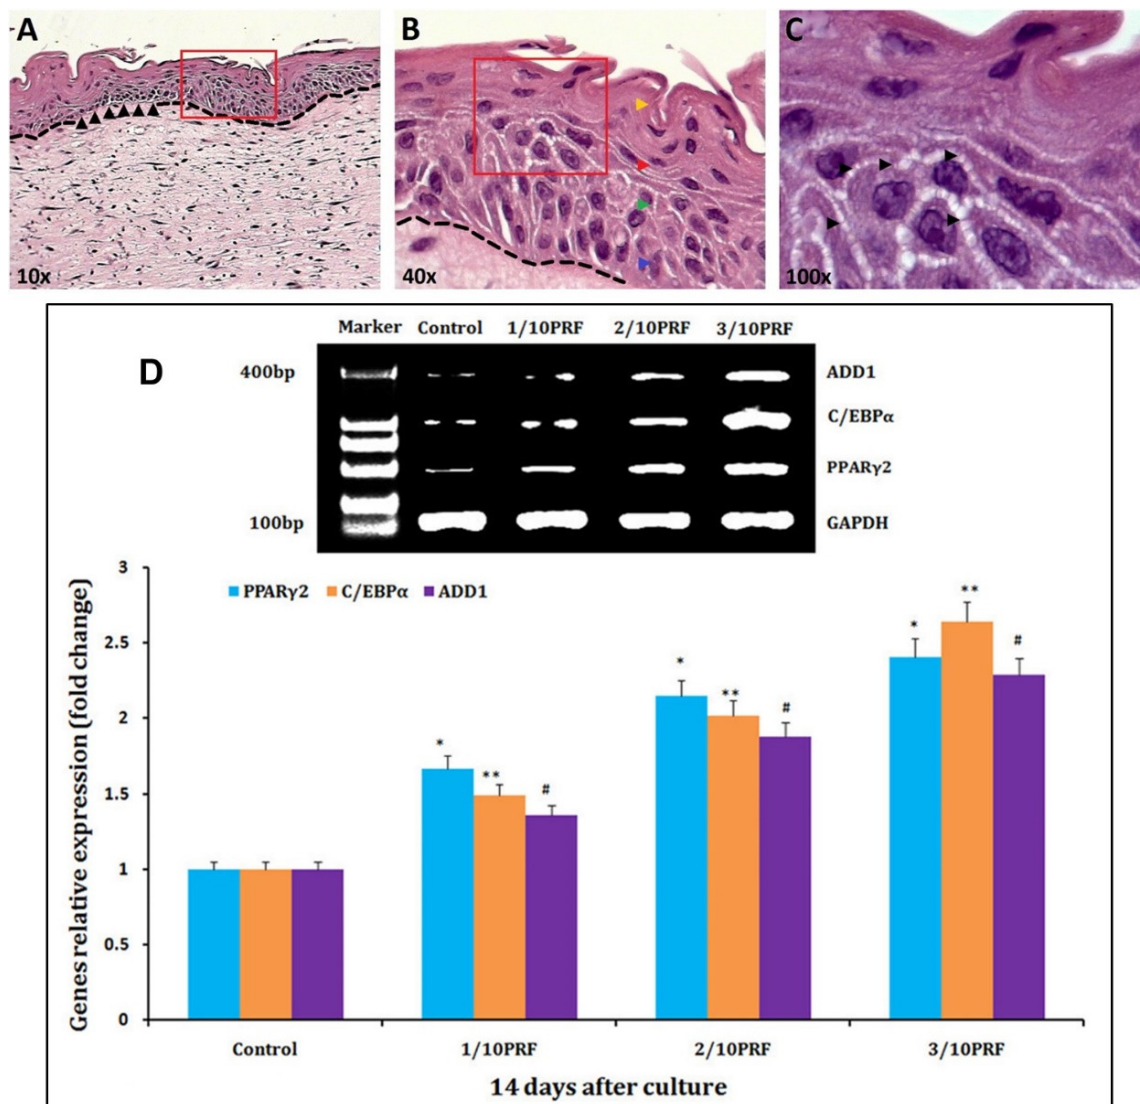 A
B
C
10x
40x
100x
D
Marker Control 1/10PRF 2/10PRF 3/10PRF
400bp
ADD1
C/EBPα
PPARγ2
100bp
GAPDH
PPARγ2 C/EBPα ADD1
Genes relative expression (fold change)
3
2.5
2
1.5
1
0.5
0
* ** #
* ** #
* ** #
Control 1/10PRF 2/10PRF 3/10PRF
14 days after culture